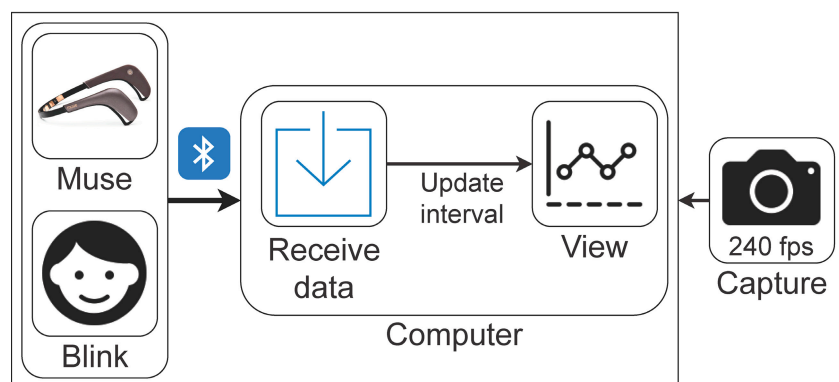 Muse
Blink
Receive
data
Update
interval
View
Computer
240 fps
Capture